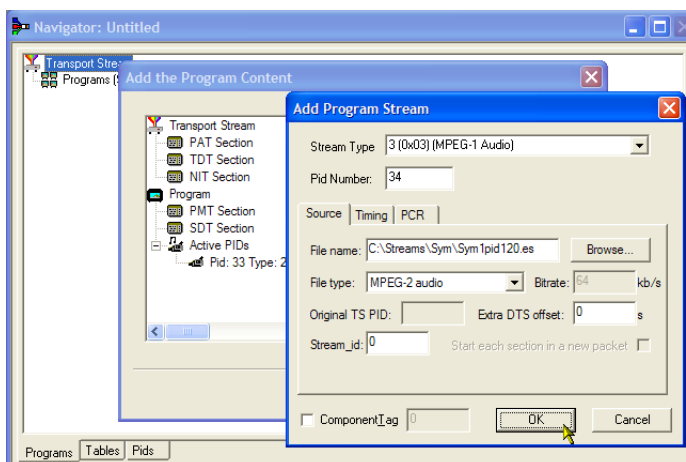 Navigator: Untitled
Transport Stre
Programs (
Add the Program Content
Transport Stream
PAT Section
TDT Section
NIT Section
Program
PMT Section
SDT Section
Active PIDs
Pid: 33 Type: 2
Add Program Stream
Stream Type 3 (0x03) (MPEG-1 Audio)
Pid Number: 34
Source Timing PCR
File name: C:\Streams\Sym\Sym1pid120.es Browse...
File type: MPEG-2 audio Bitrate: 64 kb/s
Original TS PID: Extra DTS offset: 0 s
Stream_id: 0 Start each section in a new packet
ComponentTag 0 OK Cancel
Programs Tables Pids